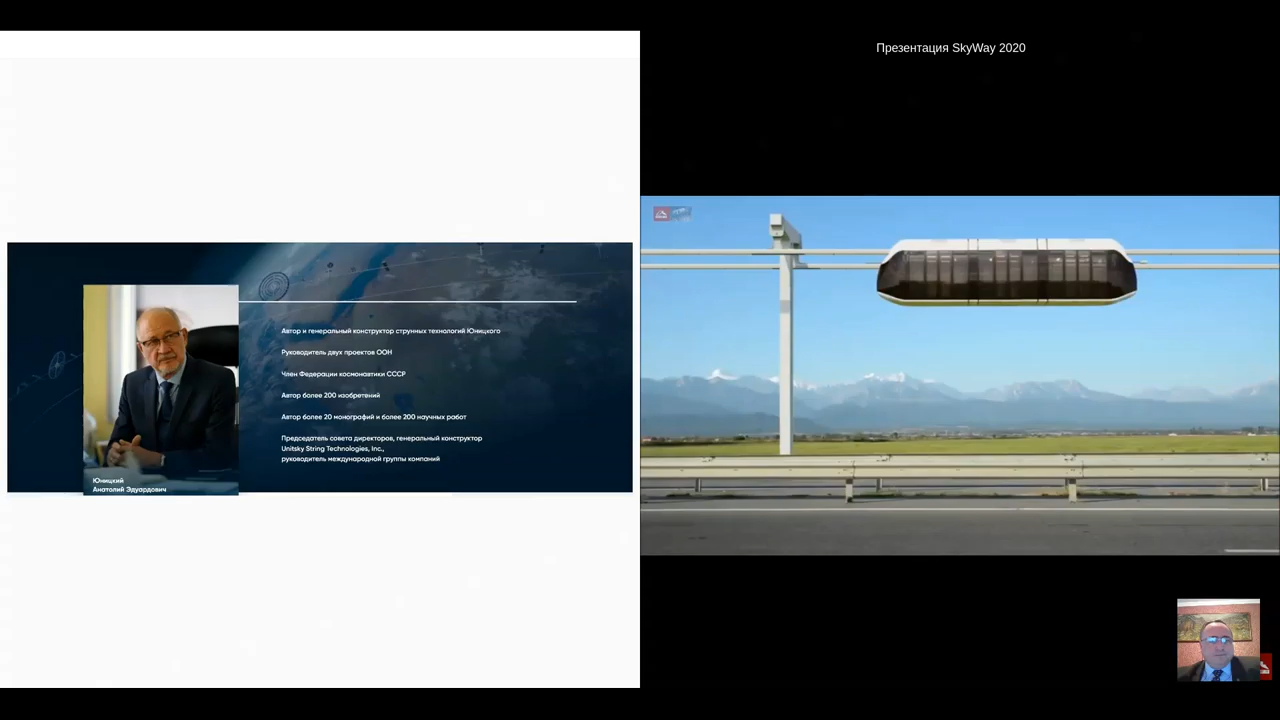 Презентация SkyWay 2020
Автор и генеральный конструктор струнных технологий Юницкого
Руководитель двух проектов ООН
Член Федерации космонавтики СССР
Автор более 200 изобретений
Автор более 20 монографий и более 200 научных работ
Председатель совета директоров, генеральный конструктор
Unitsky String Technologies, Inc.,
руководитель международной группы компаний
Юницкий
Анатолий Эдуардович